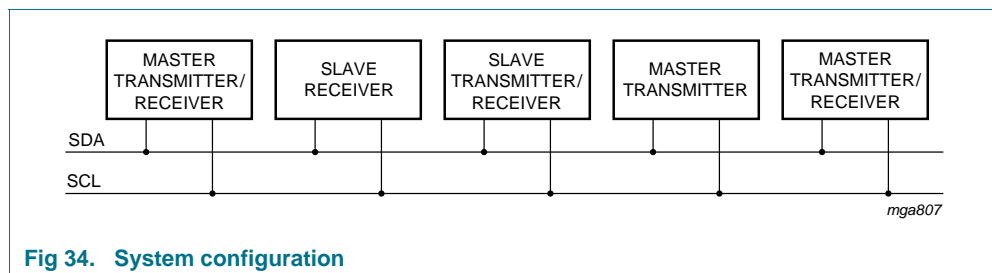 MASTER
TRANSMITTER/
RECEIVER
SLAVE
RECEIVER
SLAVE
TRANSMITTER/
RECEIVER
MASTER
TRANSMITTER
MASTER
TRANSMITTER/
RECEIVER
SDA
SCL
mga807
Fig 34. System configuration